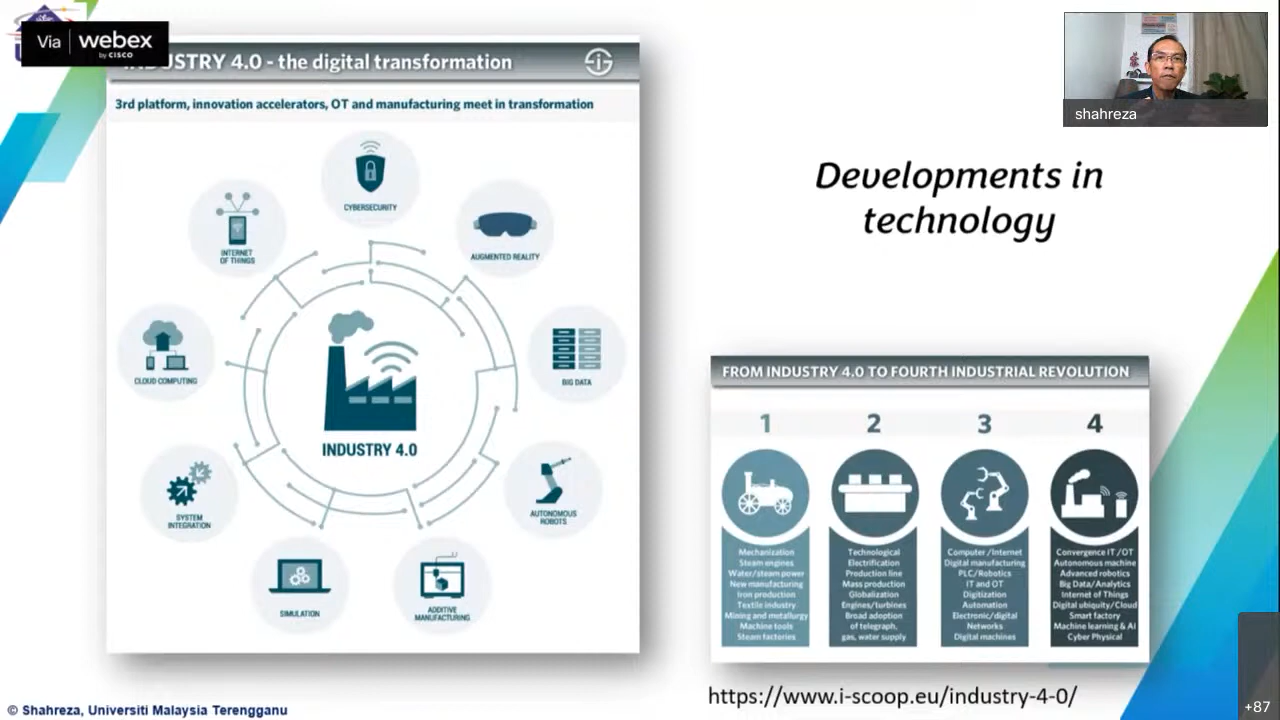 Via webex
by CISCO
INDUSTRY 4.0 - the digital transformation
3rd platform, innovation accelerators, OT and manufacturing meet in transformation
CYBERSECURITY
INTERNET
OF THINGS
AUGMENTED REALITY
CLOUD COMPUTING
BIG DATA
INDUSTRY 4.0
SYSTEM
INTEGRATION
AUTONOMOUS
ROBOTS
SIMULATION
ADDITIVE
MANUFACTURING
© Shahreza, Universiti Malaysia Terengganu
shahreza
Developments in
technology
FROM INDUSTRY 4.0 TO FOURTH INDUSTRIAL REVOLUTION
1
Mechanization
Steam engines
Water/steam power
New manufacturing
Iron production
Textile industry
Mining and metallurgy
Machine tools
Steam factories
2
Technological
Electrification
Production line
Mass production
Globalization
Engines/turbines
Broad adoption
of telegraph,
gas, water supply
3
Computer/Internet
Digital manufacturing
PLC/Robotics
IT and OT
Digitization
Automation
Electronic/digital
Networks
Digital machines
4
Convergence IT/OT
Autonomous machine
Advanced robotics
Big Data/Analytics
Internet of Things
Digital ubiquity/Cloud
Smart factory
Machine learning & AI
Cyber Physical
https://www.i-scoop.eu/industry-4-0/
+87